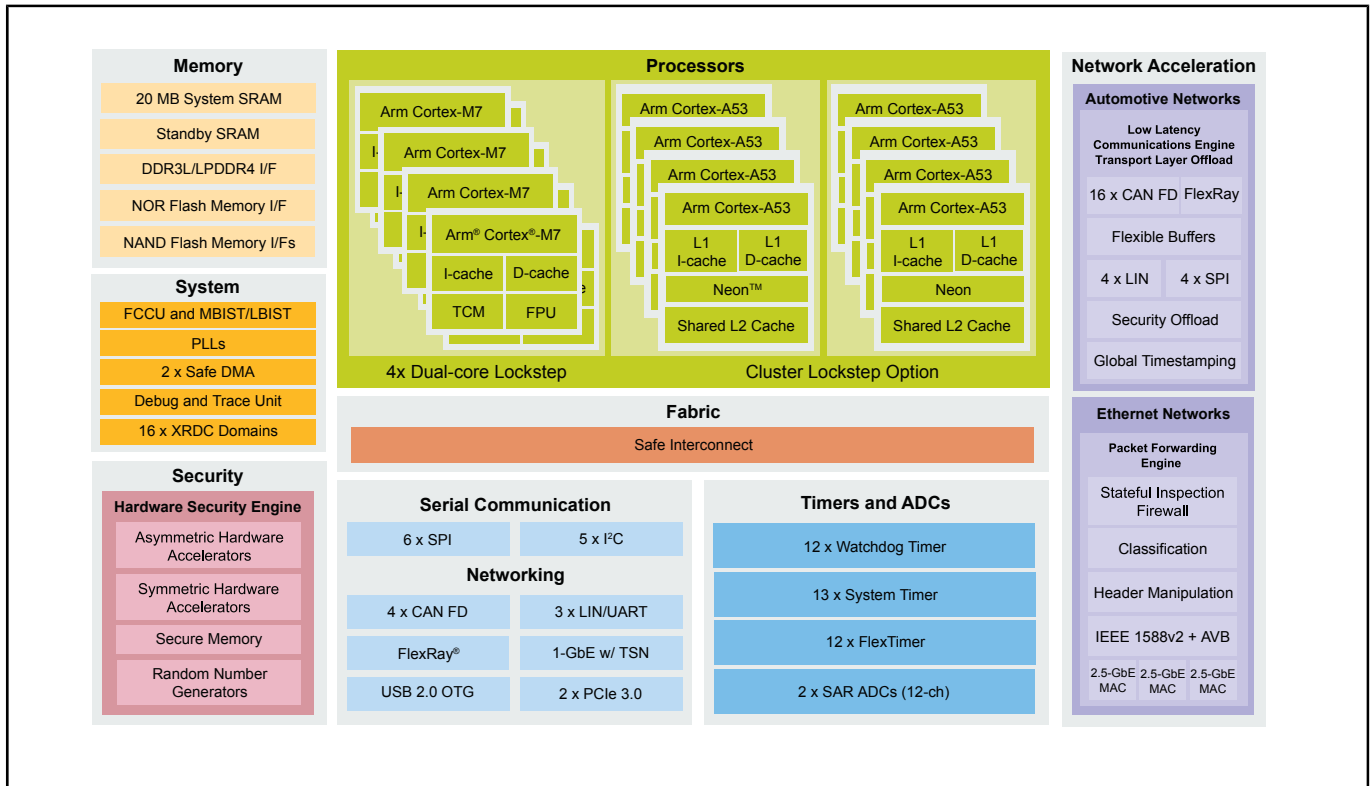 Memory
20 MB System SRAM
Standby SRAM
DDR3L/LPDDR4 I/F
NOR Flash Memory I/F
NAND Flash Memory I/Fs
System
FCCU and MBIST/LBIST
PLLs
2 x Safe DMA
Debug and Trace Unit
16 x XRDC Domains
Security
Hardware Security Engine
Asymmetric Hardware
Accelerators
Symmetric Hardware
Accelerators
Secure Memory
Random Number
Generators
Processors
Arm Cortex-M7
I-
Arm Cortex-M7
I-
Arm Cortex-M7
I-
Arm® Cortex®-M7
I-cache
D-cache
TCM
FPU
4x Dual-core Lockstep
Arm Cortex-A53
Arm Cortex-A53
Arm Cortex-A53
Arm Cortex-A53
L1
I-cache
L1
D-cache
Neon™
Shared L2 Cache
Arm Cortex-A53
Arm Cortex-A53
Arm Cortex-A53
Arm Cortex-A53
L1
I-cache
L1
D-cache
Neon
Shared L2 Cache
Cluster Lockstep Option
Fabric
Safe Interconnect
Serial Communication
6 x SPI
5 x I²C
Networking
4 x CAN FD
3 x LIN/UART
FlexRay®
1-GbE w/ TSN
USB 2.0 OTG
2 x PCIe 3.0
Timers and ADCs
12 x Watchdog Timer
13 x System Timer
12 x FlexTimer
2 x SAR ADCs (12-ch)
Network Acceleration
Automotive Networks
Low Latency
Communications Engine
Transport Layer Offload
16 x CAN FD
FlexRay
Flexible Buffers
4 x LIN
4 x SPI
Security Offload
Global Timestamping
Ethernet Networks
Packet Forwarding
Engine
Stateful Inspection
Firewall
Classification
Header Manipulation
IEEE 1588v2 + AVB
2.5-GbE
MAC
2.5-GbE
MAC
2.5-GbE
MAC